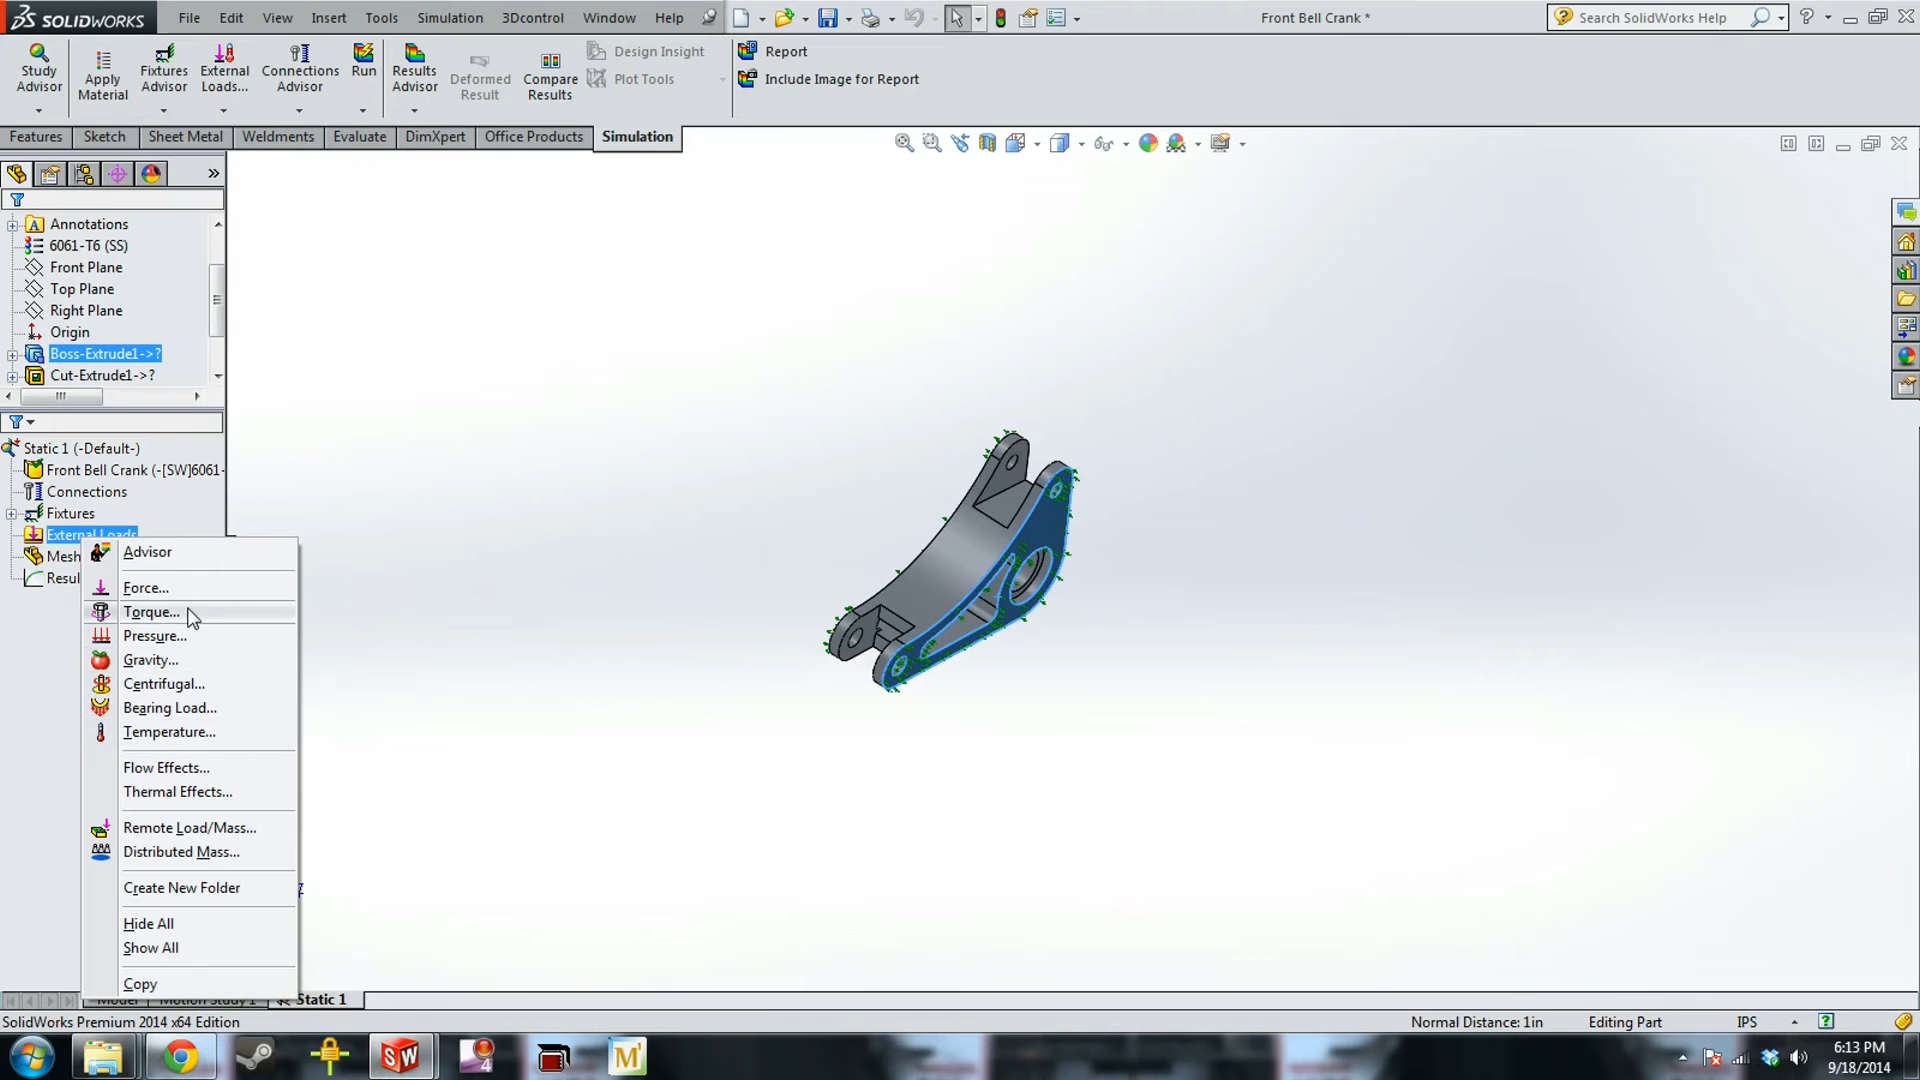 SOLIDWORKS File Edit View Insert Tools Simulation 3Dcontrol Window Help Front Bell Crank * Search SolidWorks Help
Study Advisor
Apply Material
Fixtures Advisor
External Loads...
Connections Advisor
Run
Results Advisor
Deformed Result
Compare Results
Design Insight
Plot Tools
Report
Include Image for Report
Features Sketch Sheet Metal Weldments Evaluate DimXpert Office Products Simulation
Annotations
6061-T6 (SS)
Front Plane
Top Plane
Right Plane
Origin
Boss-Extrude1->?
Cut-Extrude1->?
Static 1 (-Default-)
Front Bell Crank (-[SW]6061-
Connections
Fixtures
External Loads
Mesh
Resul
Advisor
Force...
Torque...
Pressure...
Gravity...
Centrifugal...
Bearing Load...
Temperature...
Flow Effects...
Thermal Effects...
Remote Load/Mass...
Distributed Mass...
Create New Folder
Hide All
Show All
Copy
Model Motion Study 1 Static 1
SolidWorks Premium 2014 x64 Edition Normal Distance: 1in Editing Part IPS
6:13 PM
9/18/2014